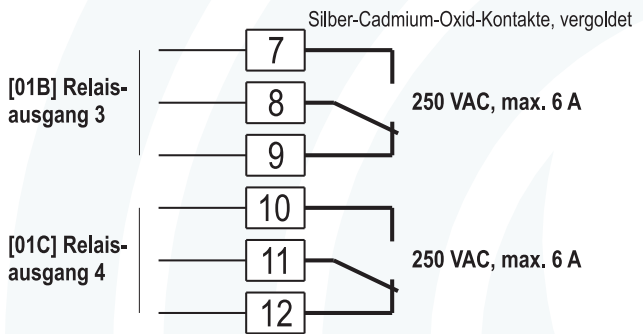 Silber-Cadmium-Oxid-Kontakte, vergoldet
7
[01B] Relais-
ausgang 3
8
250 VAC, max. 6 A
9
10
[01C] Relais-
ausgang 4
11
250 VAC, max. 6 A
12